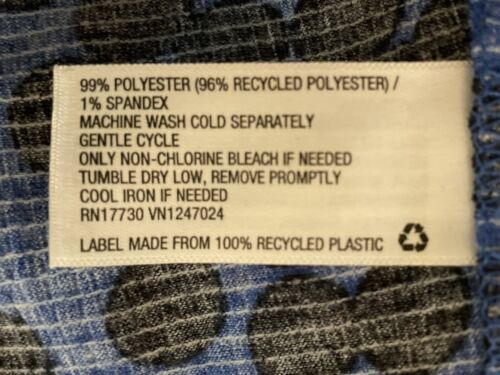 99% POLYESTER (96% RECYCLED POLYESTER) /
1% SPANDEX
MACHINE WASH COLD SEPARATELY
GENTLE CYCLE
ONLY NON-CHLORINE BLEACH IF NEEDED
TUMBLE DRY LOW, REMOVE PROMPTLY
COOL IRON IF NEEDED
RN17730 VN1247024
LABEL MADE FROM 100% RECYCLED PLASTIC